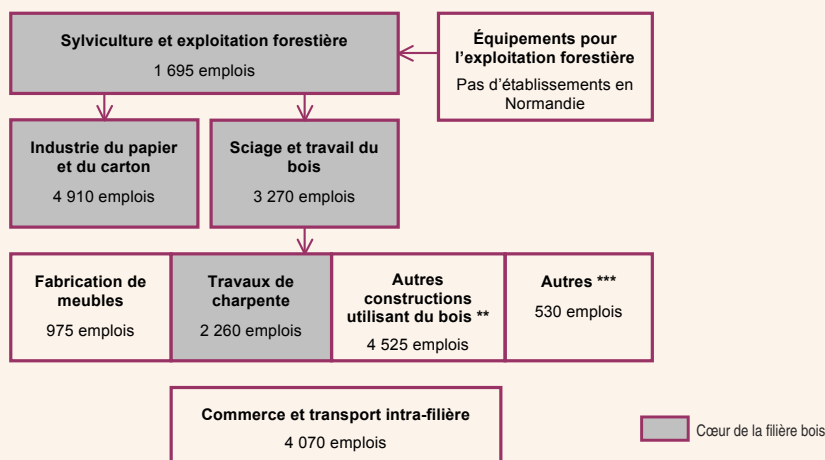 Sylviculture et exploitation forestière
1 695 emplois
Équipements pour
l'exploitation forestière
Pas d'établissements en
Normandie
Industrie du papier
et du carton
4 910 emplois
Sciage et travail du
bois
3 270 emplois
Fabrication de
meubles
975 emplois
Travaux de
charpente
2 260 emplois
Autres
constructions
utilisant du bois **
4 525 emplois
Autres ***
530 emplois
Commerce et transport intra-filière
4 070 emplois
Cœur de la filière bois